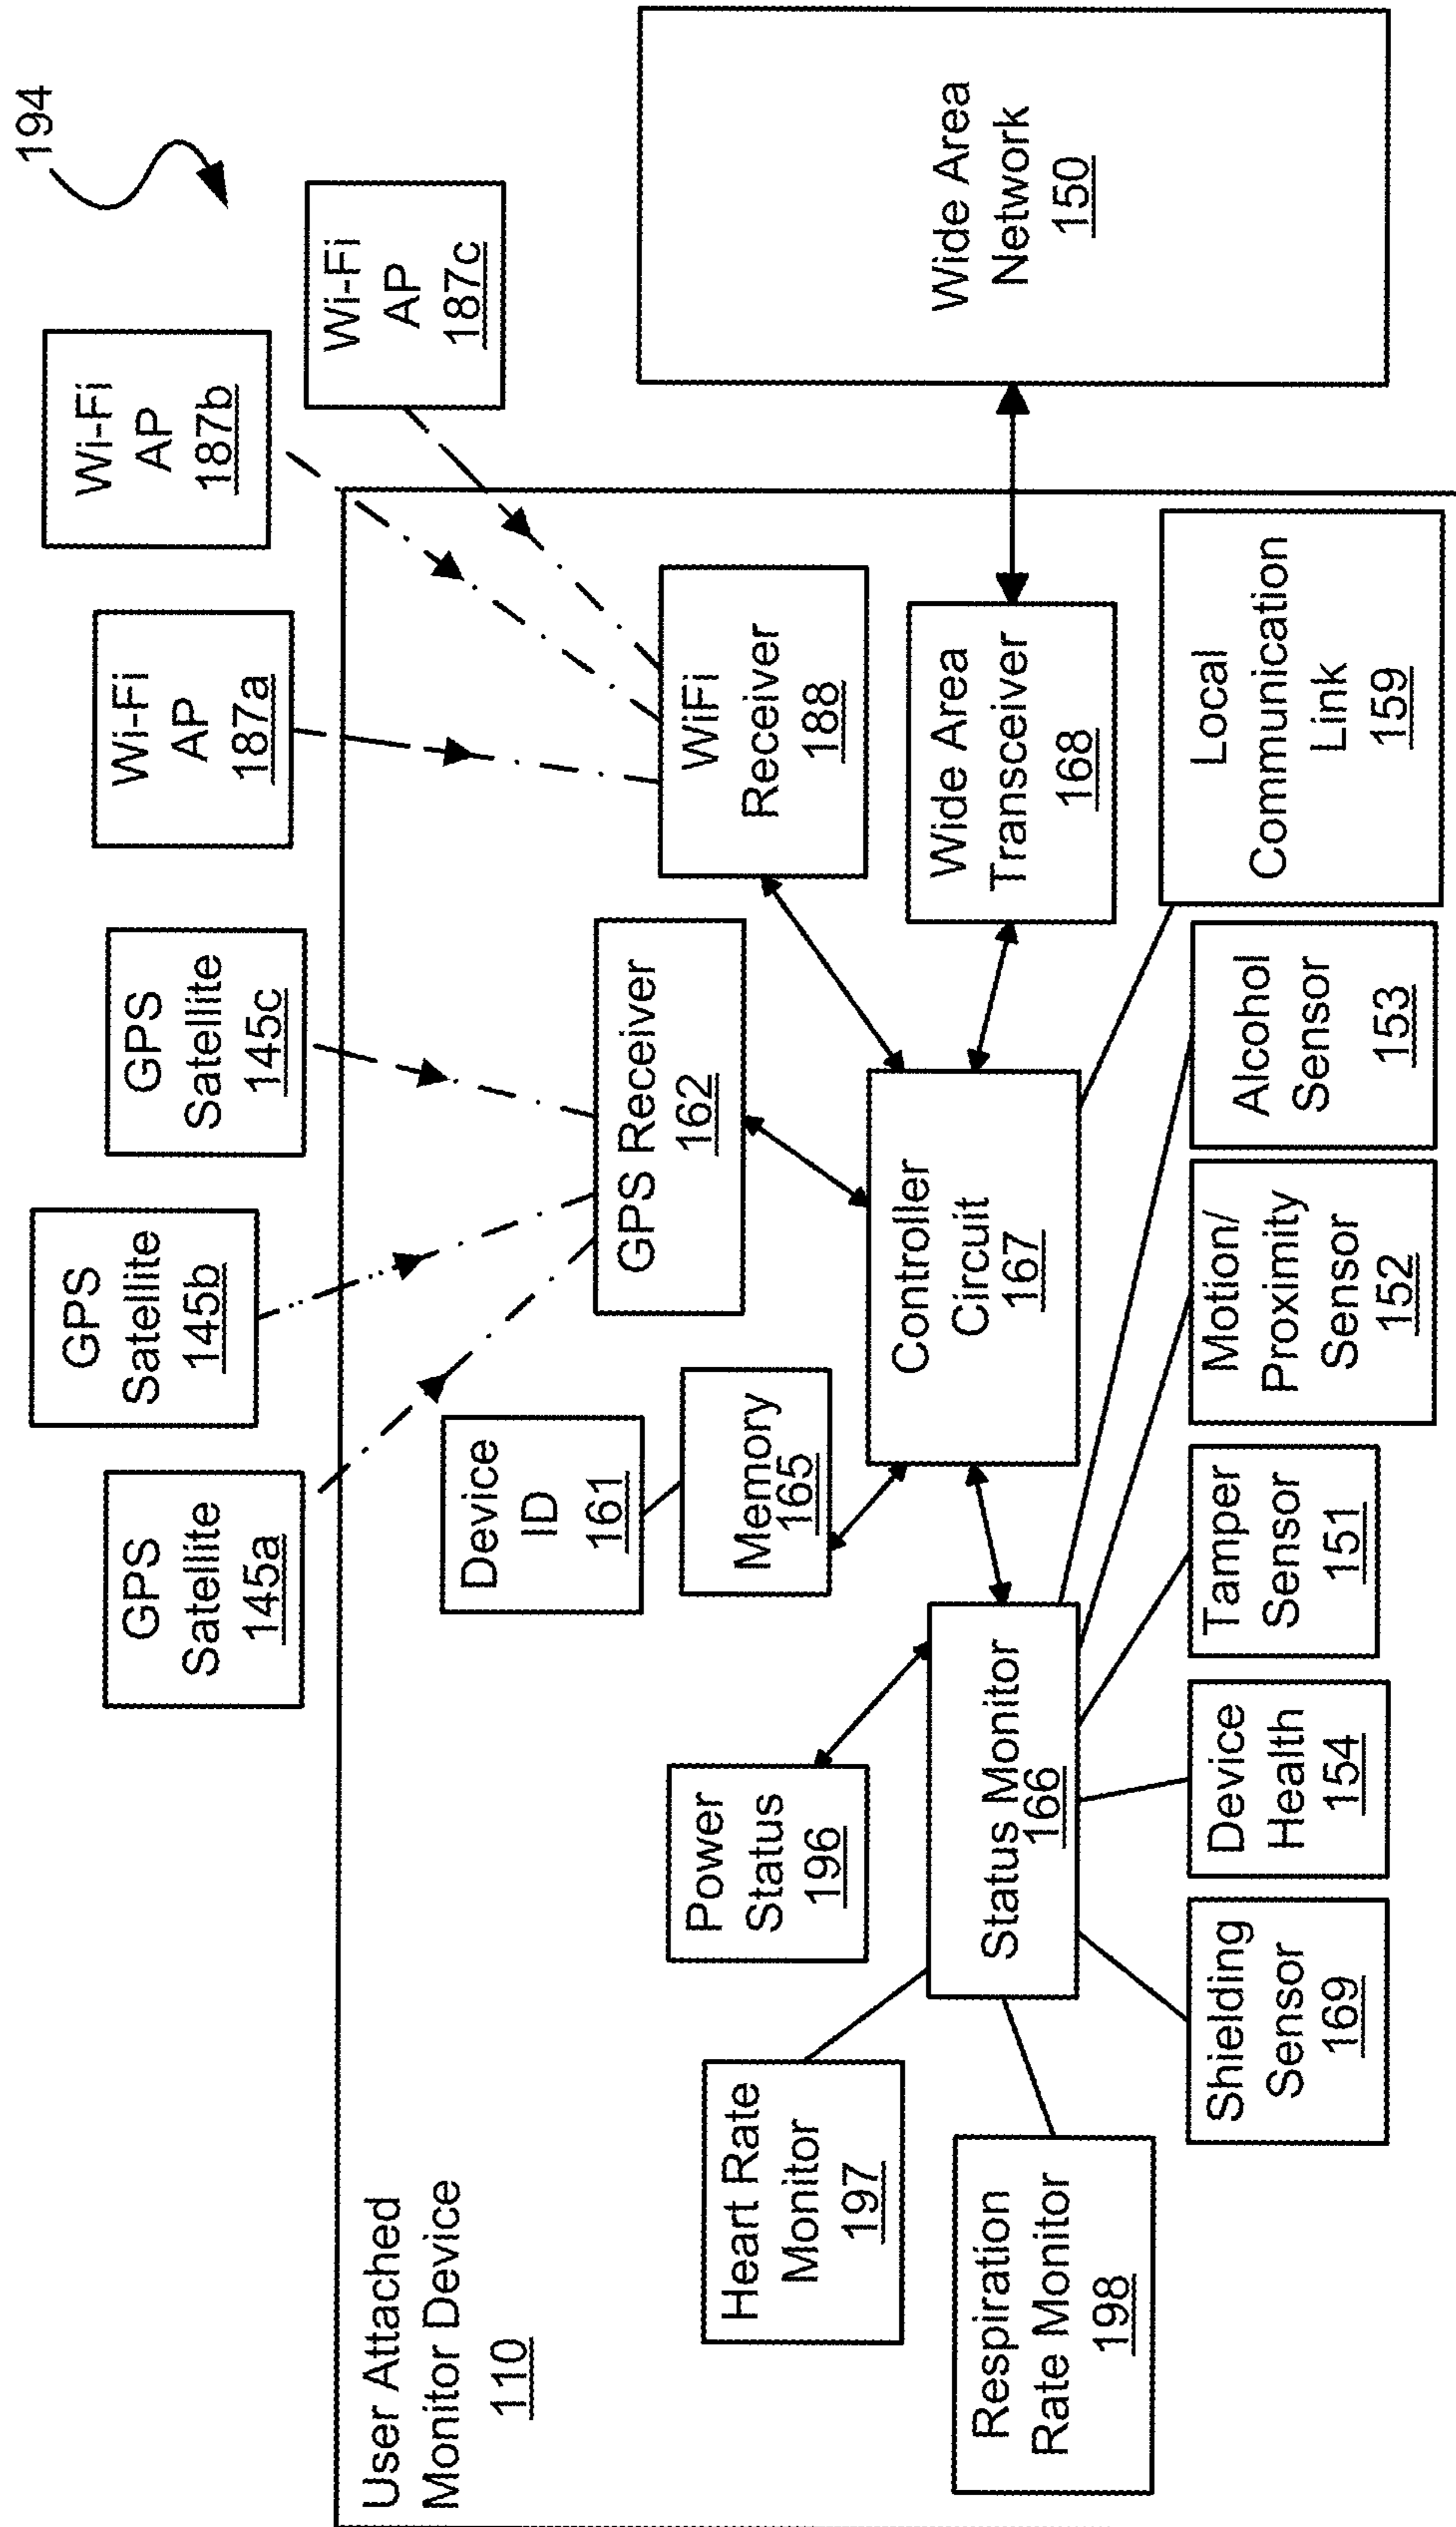 194
GPS
Satellite
145a
GPS
Satellite
145b
GPS
Satellite
145c
Wi-Fi
AP
187a
Wi-Fi
AP
187b
Wi-Fi
AP
187c
User Attached
Monitor Device
110
Device
ID
161
Memory
165
GPS Receiver
162
WiFi
Receiver
188
Wide Area
Network
150
Power
Status
196
Heart Rate
Monitor
197
Controller
Circuit
167
Wide Area
Transceiver
168
Status Monitor
166
Respiration
Rate Monitor
198
Shielding
Sensor
169
Device
Health
154
Tamper
Sensor
151
Motion/
Proximity
Sensor
152
Alcohol
Sensor
153
Local
Communication
Link
159